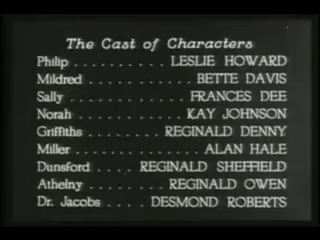 The Cast of Characters
Philip . . . . . . . . . . LESLIE HOWARD
Mildred . . . . . . . . . . . BETTE DAVIS
Sally . . . . . . . . . . . FRANCES DEE
Norah . . . . . . . . . . . KAY JOHNSON
Griffiths . . . . . . . REGINALD DENNY
Miller . . . . . . . . . . . . ALAN HALE
Dunsford . . . . REGINALD SHEFFIELD
Athelny . . . . . . . REGINALD OWEN
Dr. Jacobs . . . . DESMOND ROBERTS